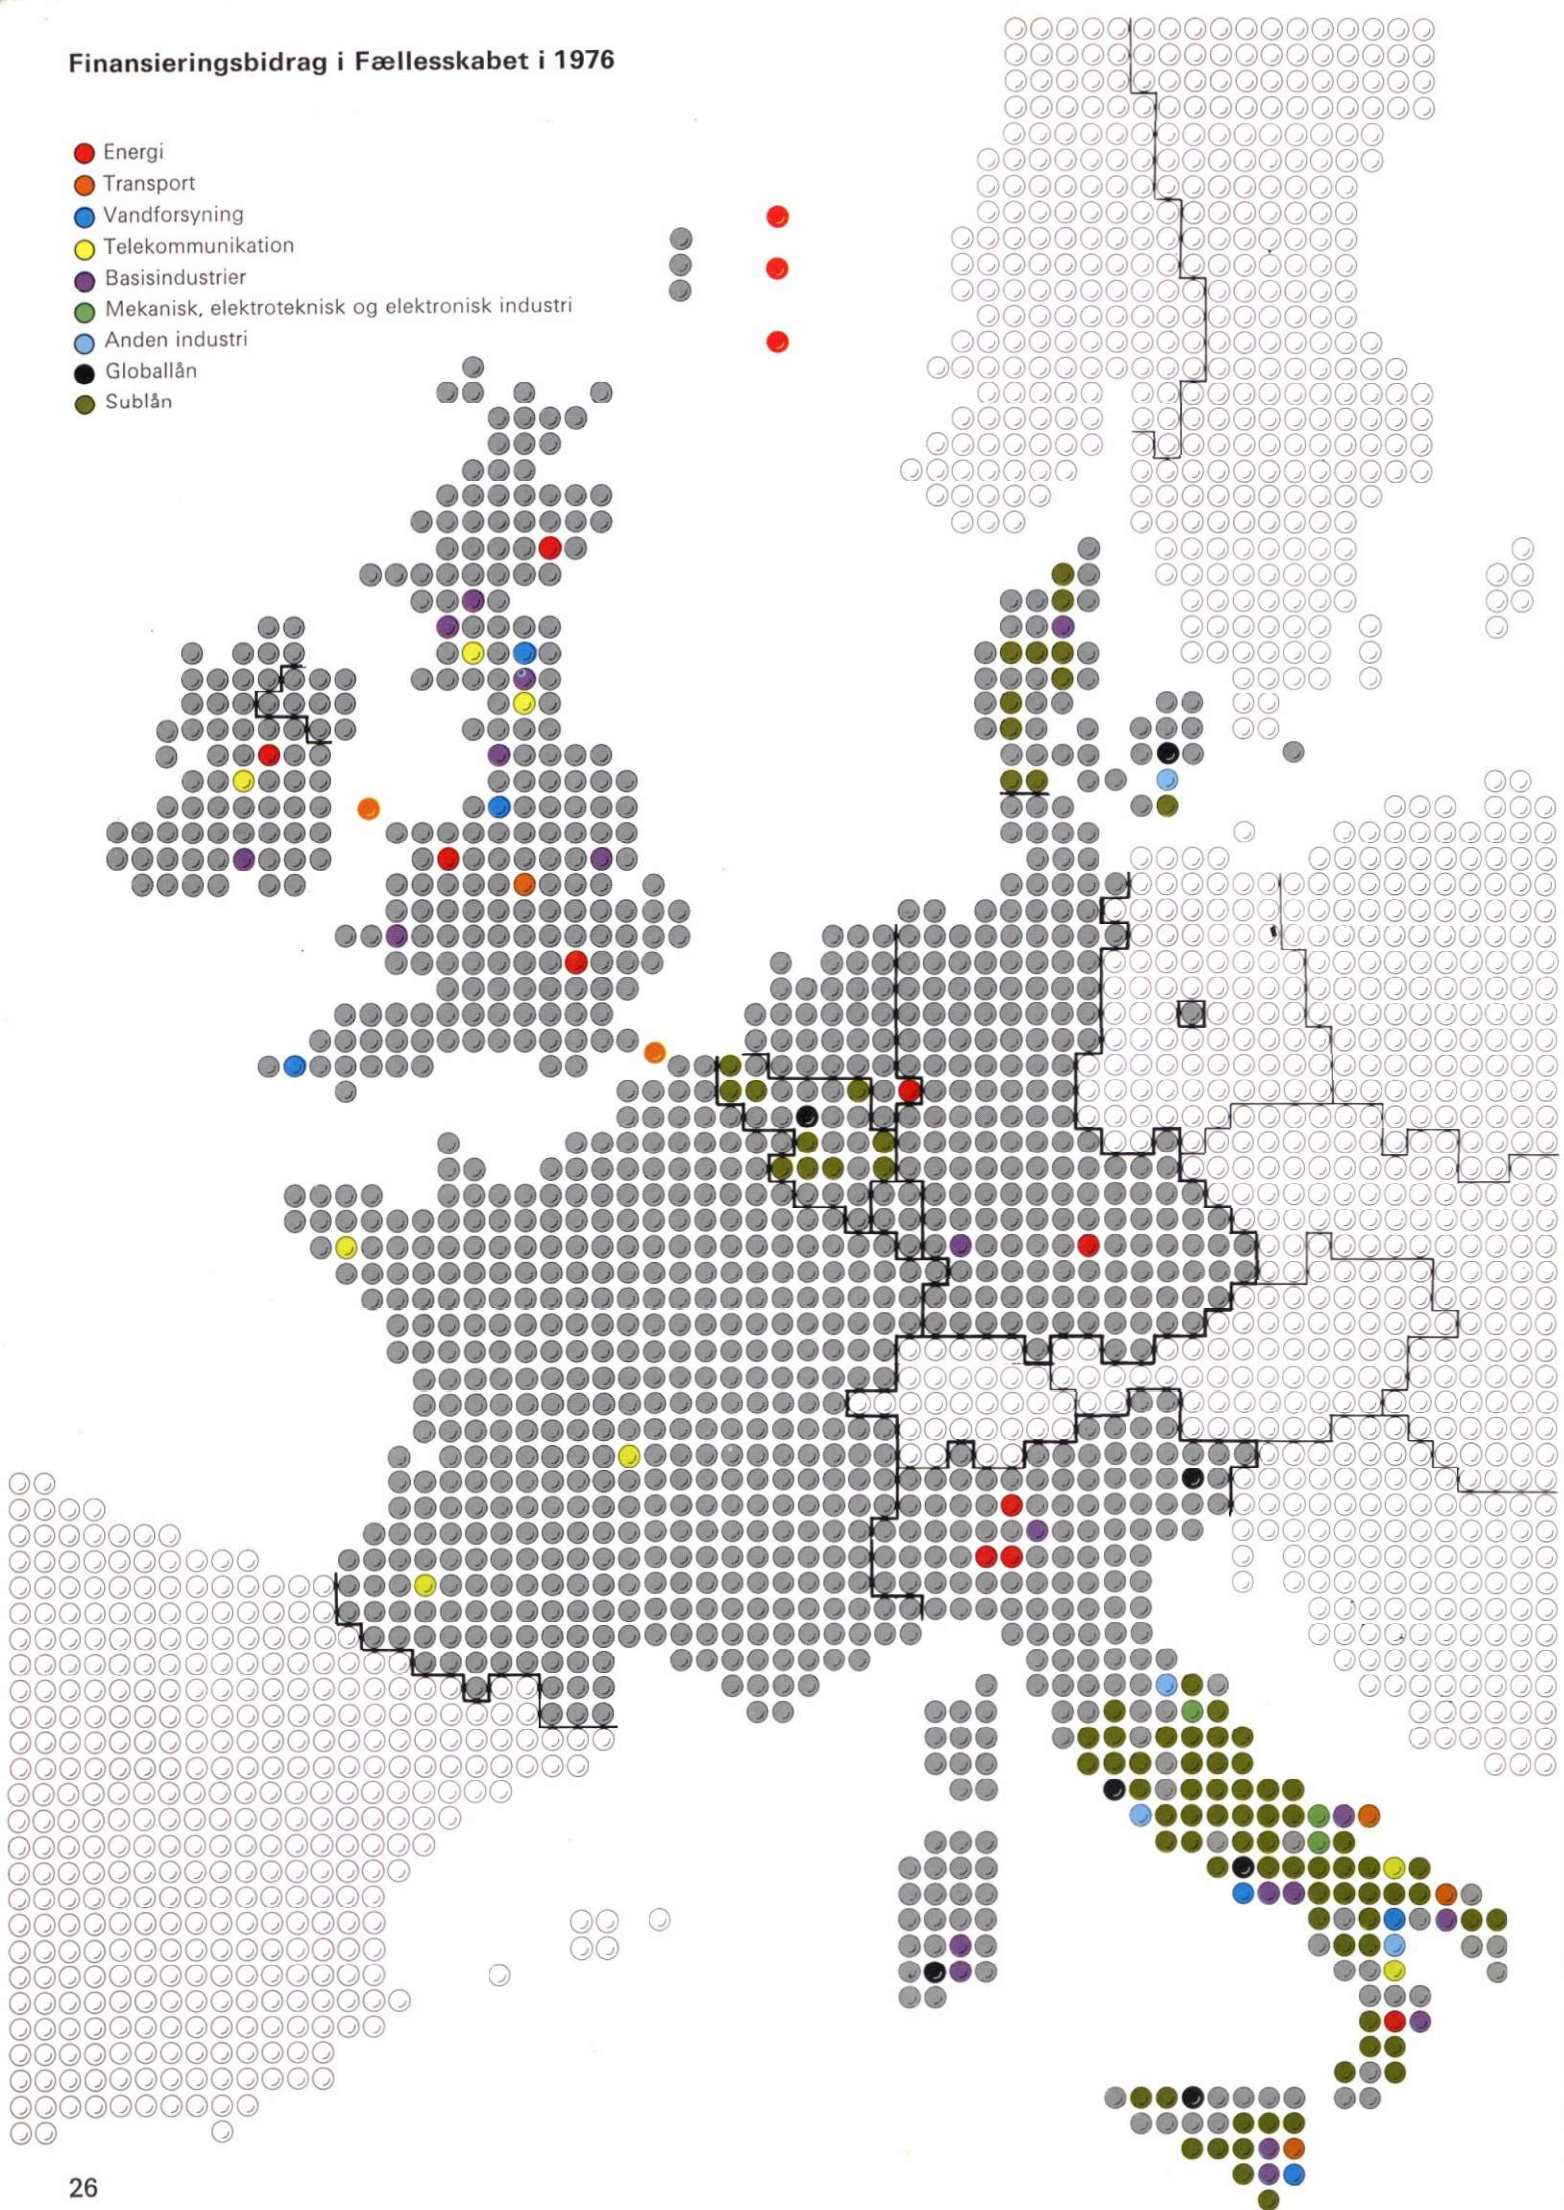 Finansieringsbidrag i Fællesskabet i 1976
Energi
Transport
Vandforsyning
Telekommunikation
Basisindustrier
Mekanisk, elektroteknisk og elektronisk industri
Anden industri
Globallån
Sublån
26